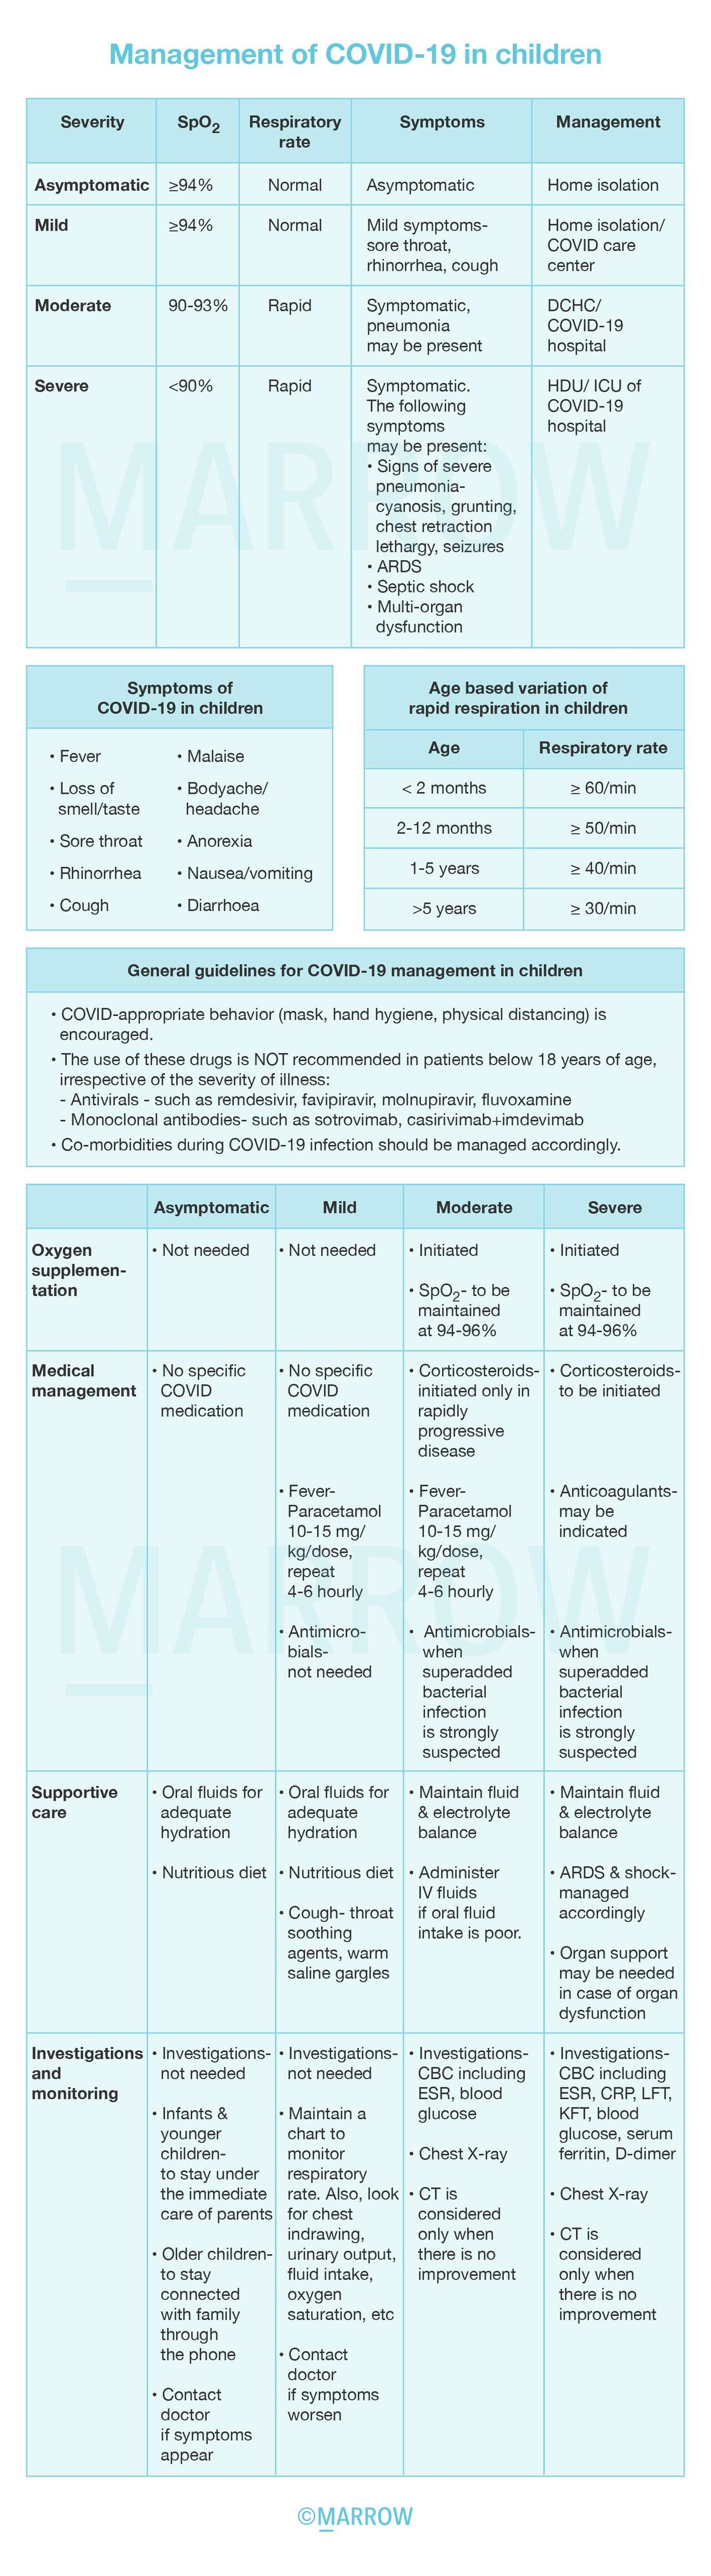 Management of COVID-19 in children
Severity SpO2 Respiratory rate Symptoms Management
Asymptomatic ≥94% Normal Asymptomatic Home isolation
Mild ≥94% Normal Mild symptoms- Home isolation/
sore throat, COVID care
rhinorrhea, cough center
Moderate 90-93% Rapid Symptomatic, DCHC/
pneumonia COVID-19
may be present hospital
Severe <90% Rapid Symptomatic. HDU/ ICU of
The following COVID-19
symptoms hospital
may be present:
• Signs of severe
pneumonia-
cyanosis, grunting,
chest retraction
lethargy, seizures
• ARDS
• Septic shock
• Multi-organ
dysfunction
MARROW
Symptoms of
COVID-19 in children
• Fever • Malaise
• Loss of • Bodyache/
smell/taste headache
• Sore throat • Anorexia
• Rhinorrhea • Nausea/vomiting
• Cough • Diarrhoea
Age based variation of
rapid respiration in children
Age Respiratory rate
< 2 months ≥ 60/min
2-12 months ≥ 50/min
1-5 years ≥ 40/min
>5 years ≥ 30/min
General guidelines for COVID-19 management in children
• COVID-appropriate behavior (mask, hand hygiene, physical distancing) is
encouraged.
• The use of these drugs is NOT recommended in patients below 18 years of age,
irrespective of the severity of illness:
- Antivirals - such as remdesivir, favipiravir, molnupiravir, fluvoxamine
- Monoclonal antibodies- such as sotrovimab, casirivimab+imdevimab
• Co-morbidities during COVID-19 infection should be managed accordingly.
Asymptomatic Mild Moderate Severe
Oxygen
supplemen-
tation
• Not needed
• Not needed
• Initiated
• SpO2- to be
maintained
at 94-96%
• Initiated
• SpO2- to be
maintained
at 94-96%
Medical
management
• No specific
COVID
medication
• No specific
COVID
medication
• Fever-
Paracetamol
10-15 mg/
kg/dose,
repeat
4-6 hourly
• Antimicro-
bials-
not needed
• Corticosteroids-
initiated only in
rapidly
progressive
disease
• Fever-
Paracetamol
10-15 mg/
kg/dose,
repeat
4-6 hourly
• Antimicrobials-
when
superadded
bacterial
infection
is strongly
suspected
• Corticosteroids-
to be initiated
• Anticoagulants-
may be
indicated
• Antimicrobials-
when
superadded
bacterial
infection
is strongly
suspected
MARROW
Supportive
care
• Oral fluids for
adequate
hydration
• Nutritious diet
• Oral fluids for
adequate
hydration
• Nutritious diet
• Cough- throat
soothing
agents, warm
saline gargles
• Maintain fluid
& electrolyte
balance
• Administer
IV fluids
if oral fluid
intake is poor.
• Maintain fluid
& electrolyte
balance
• ARDS & shock-
managed
accordingly
• Organ support
may be needed
in case of organ
dysfunction
Investigations
and
monitoring
• Investigations-
not needed
• Infants &
younger
children-
to stay under
the immediate
care of parents
• Older children-
to stay
connected
with family
through
the phone
• Contact
doctor
if symptoms
appear
• Investigations-
not needed
• Maintain a
chart to
monitor
respiratory
rate. Also, look
for chest
indrawing,
urinary output,
fluid intake,
oxygen
saturation, etc
• Contact
doctor
if symptoms
worsen
• Investigations-
CBC including
ESR, blood
glucose
• Chest X-ray
• CT is
considered
only when
there is no
improvement
• Investigations-
CBC including
ESR, CRP, LFT,
KFT, blood
glucose, serum
ferritin, D-dimer
• Chest X-ray
• CT is
considered
only when
there is no
improvement
©MARROW